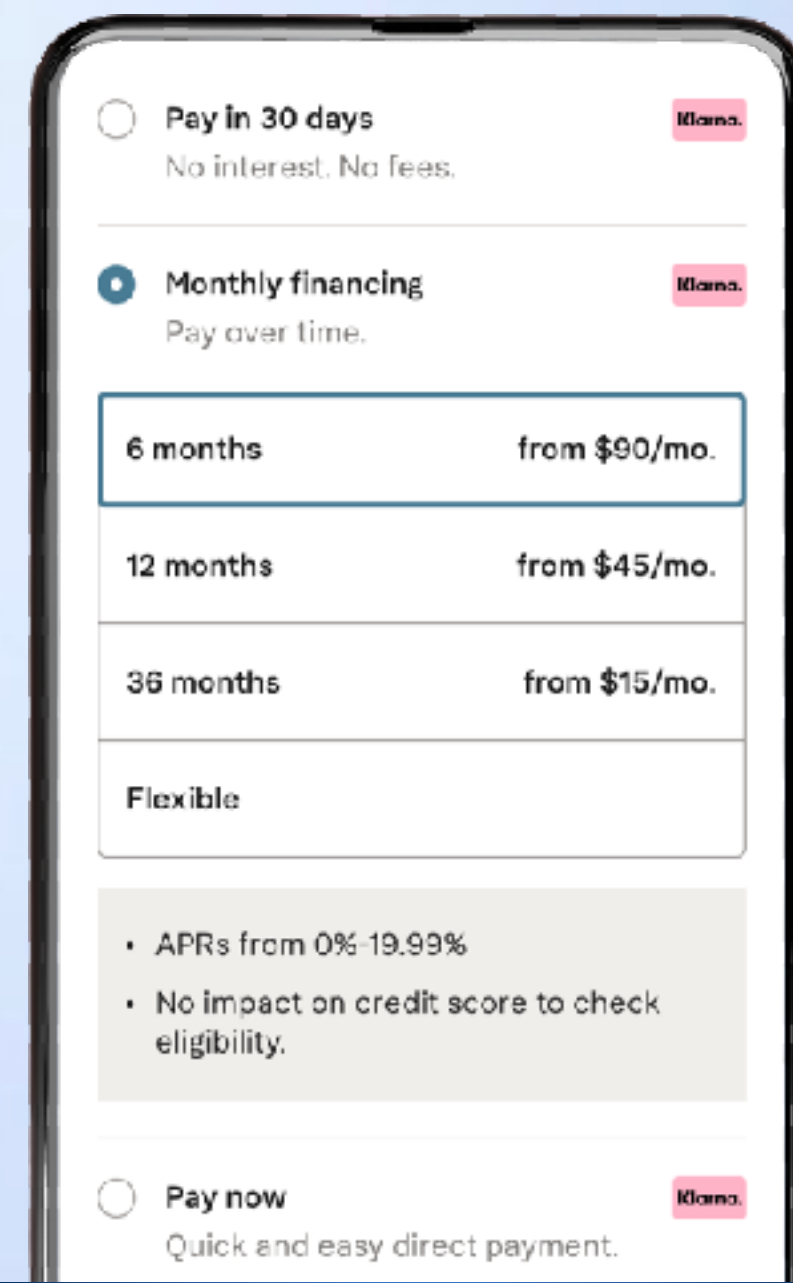 Pay in 30 days
Klarna.
No interest. No fees.
Monthly financing
Klarna.
Pay over time.
6 months from $90/mo.
12 months from $45/mo.
36 months from $15/mo.
Flexible
• APRs from 0%-19.99%
• No impact on credit score to check
eligibility.
Pay now
Klarna.
Quick and easy direct payment.